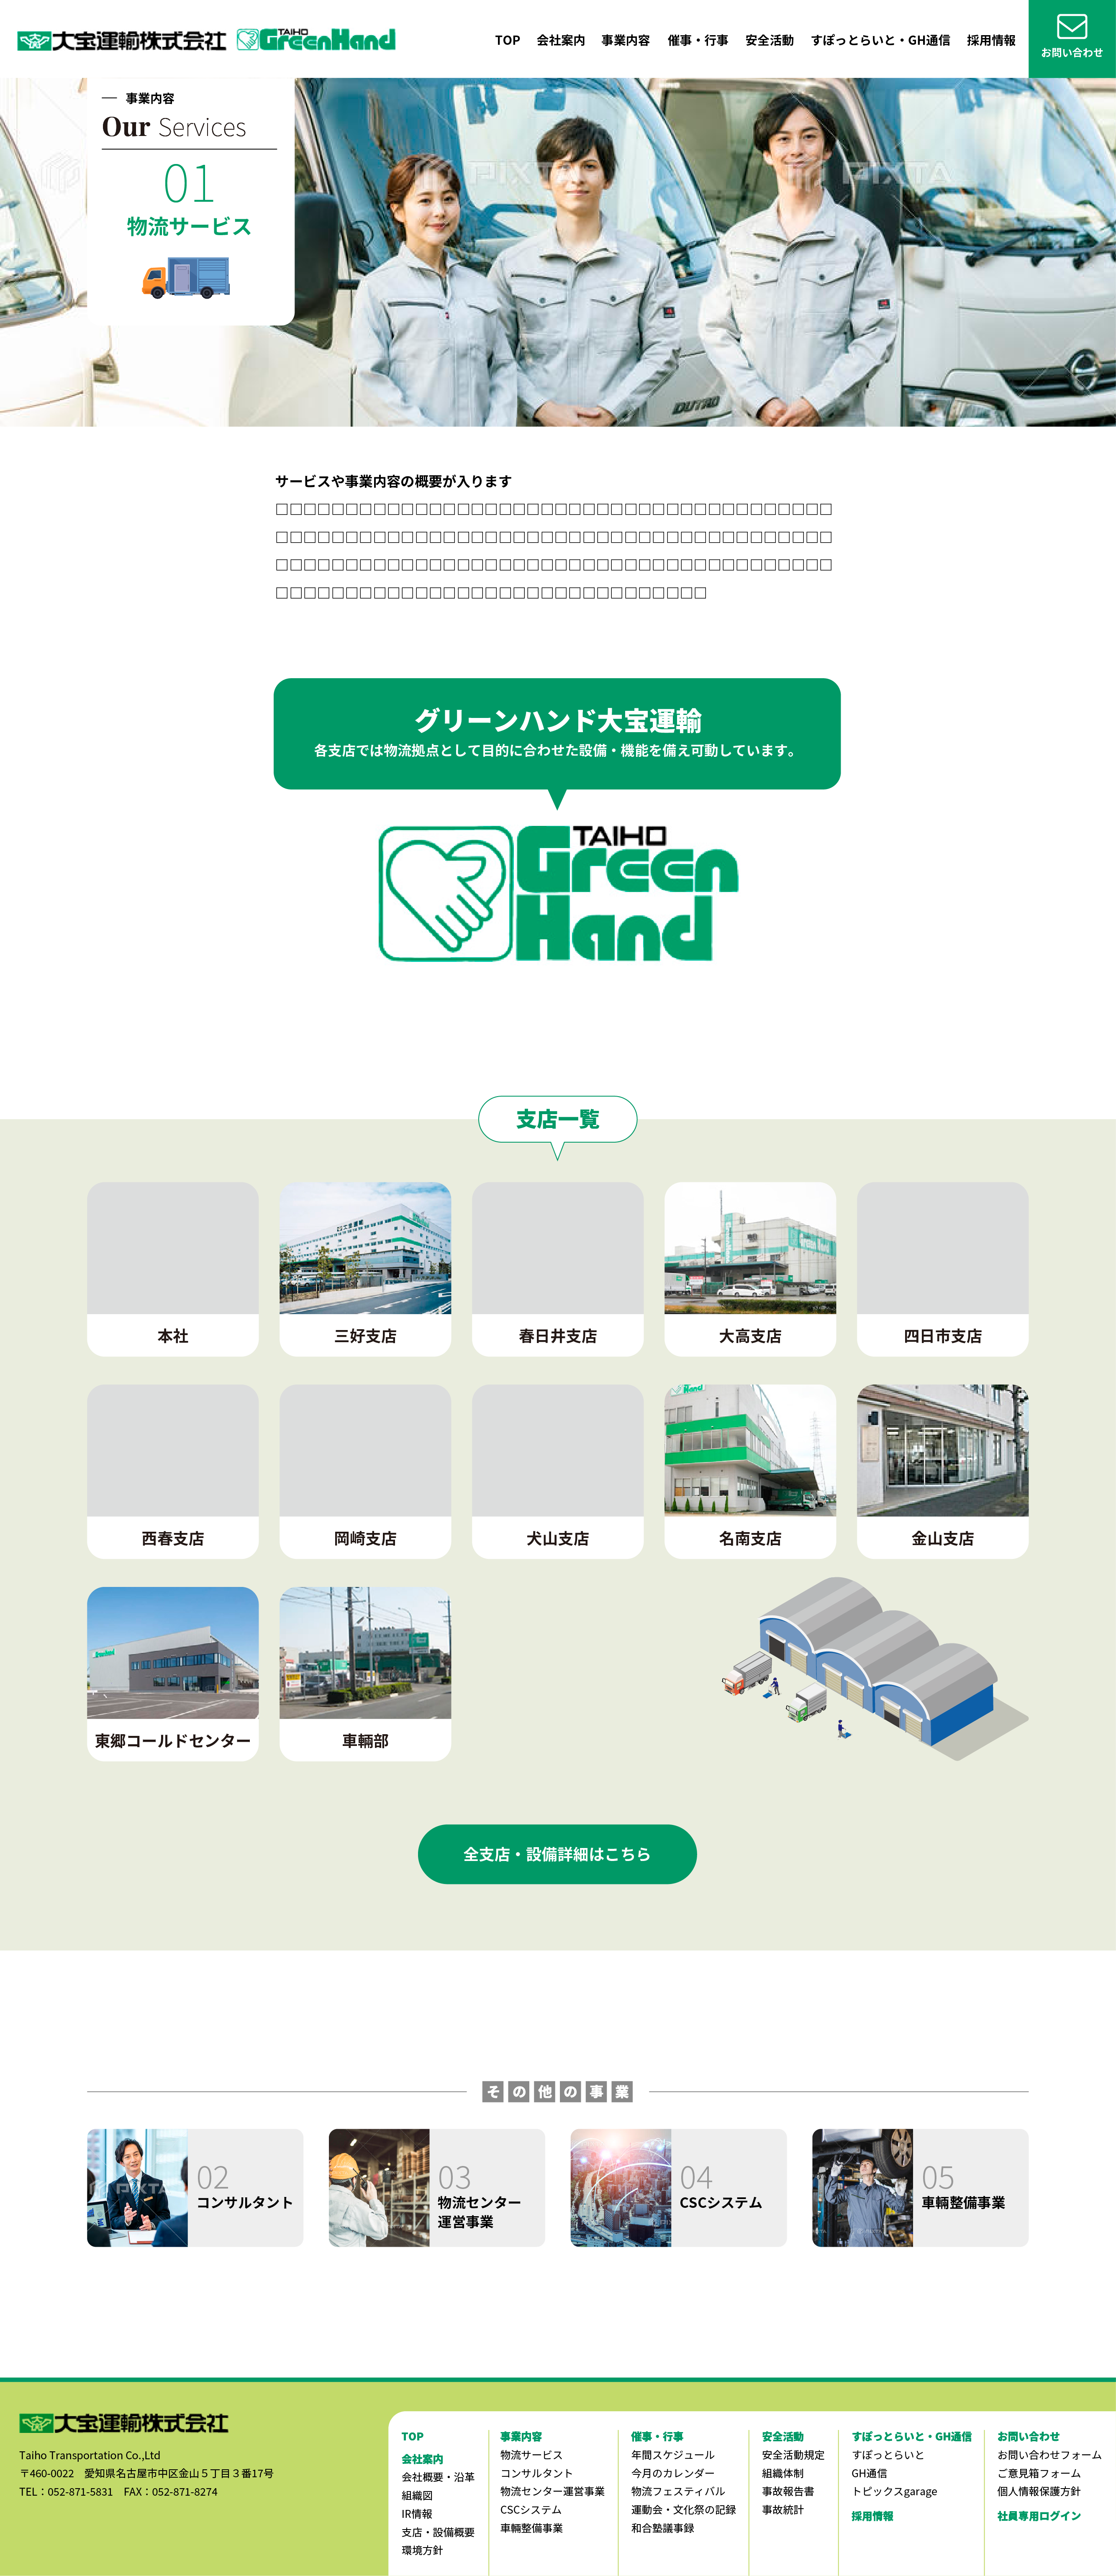 大宝運輸株式会社
TAIHO
GreenHand
TOP 会社案内 事業内容 催事・行事 安全活動 すぽっとらいと・GH通信 採用情報
お問い合わせ
事業内容
Our Services
01
物流サービス
PIXTA
PIXTA
DUTRO
サービスや事業内容の概要が入ります
□□□□□□□□□□□□□□□□□□□□□□□□□□□□□□□□□□□□□□□□
□□□□□□□□□□□□□□□□□□□□□□□□□□□□□□□□□□□□□□□□
□□□□□□□□□□□□□□□□□□□□□□□□□□□□□□□□□□□□□□□□
□□□□□□□□□□□□□□□□□□□□□□□□□□□□□□□
グリーンハンド大宝運輸
各支店では物流拠点として目的に合わせた設備・機能を備え可動しています。
TAIHO
Green
Hand
支店一覧
大宝運輸
本社
三好支店
春日井支店
大高支店
四日市支店
Hand
西春支店
岡崎支店
犬山支店
名南支店
金山支店
GreenHand
東郷コールドセンター
車輌部
全支店・設備詳細はこちら
その他の事業
PIXTA
02
コンサルタント
03
物流センター
運営事業
04
CSCシステム
05
車輛整備事業
大宝運輸株式会社
Taiho Transportation Co.,Ltd
〒460-0022　愛知県名古屋市中区金山５丁目３番17号
TEL：052-871-5831　FAX：052-871-8274
TOP
会社案内
会社概要・沿革
組織図
IR情報
支店・設備概要
環境方針
事業内容
物流サービス
コンサルタント
物流センター運営事業
CSCシステム
車輛整備事業
催事・行事
年間スケジュール
今月のカレンダー
物流フェスティバル
運動会・文化祭の記録
和合塾議事録
安全活動
安全活動規定
組織体制
事故報告書
事故統計
すぽっとらいと・GH通信
すぽっとらいと
GH通信
トピックスgarage
採用情報
お問い合わせ
お問い合わせフォーム
ご意見箱フォーム
個人情報保護方針
社員専用ログイン